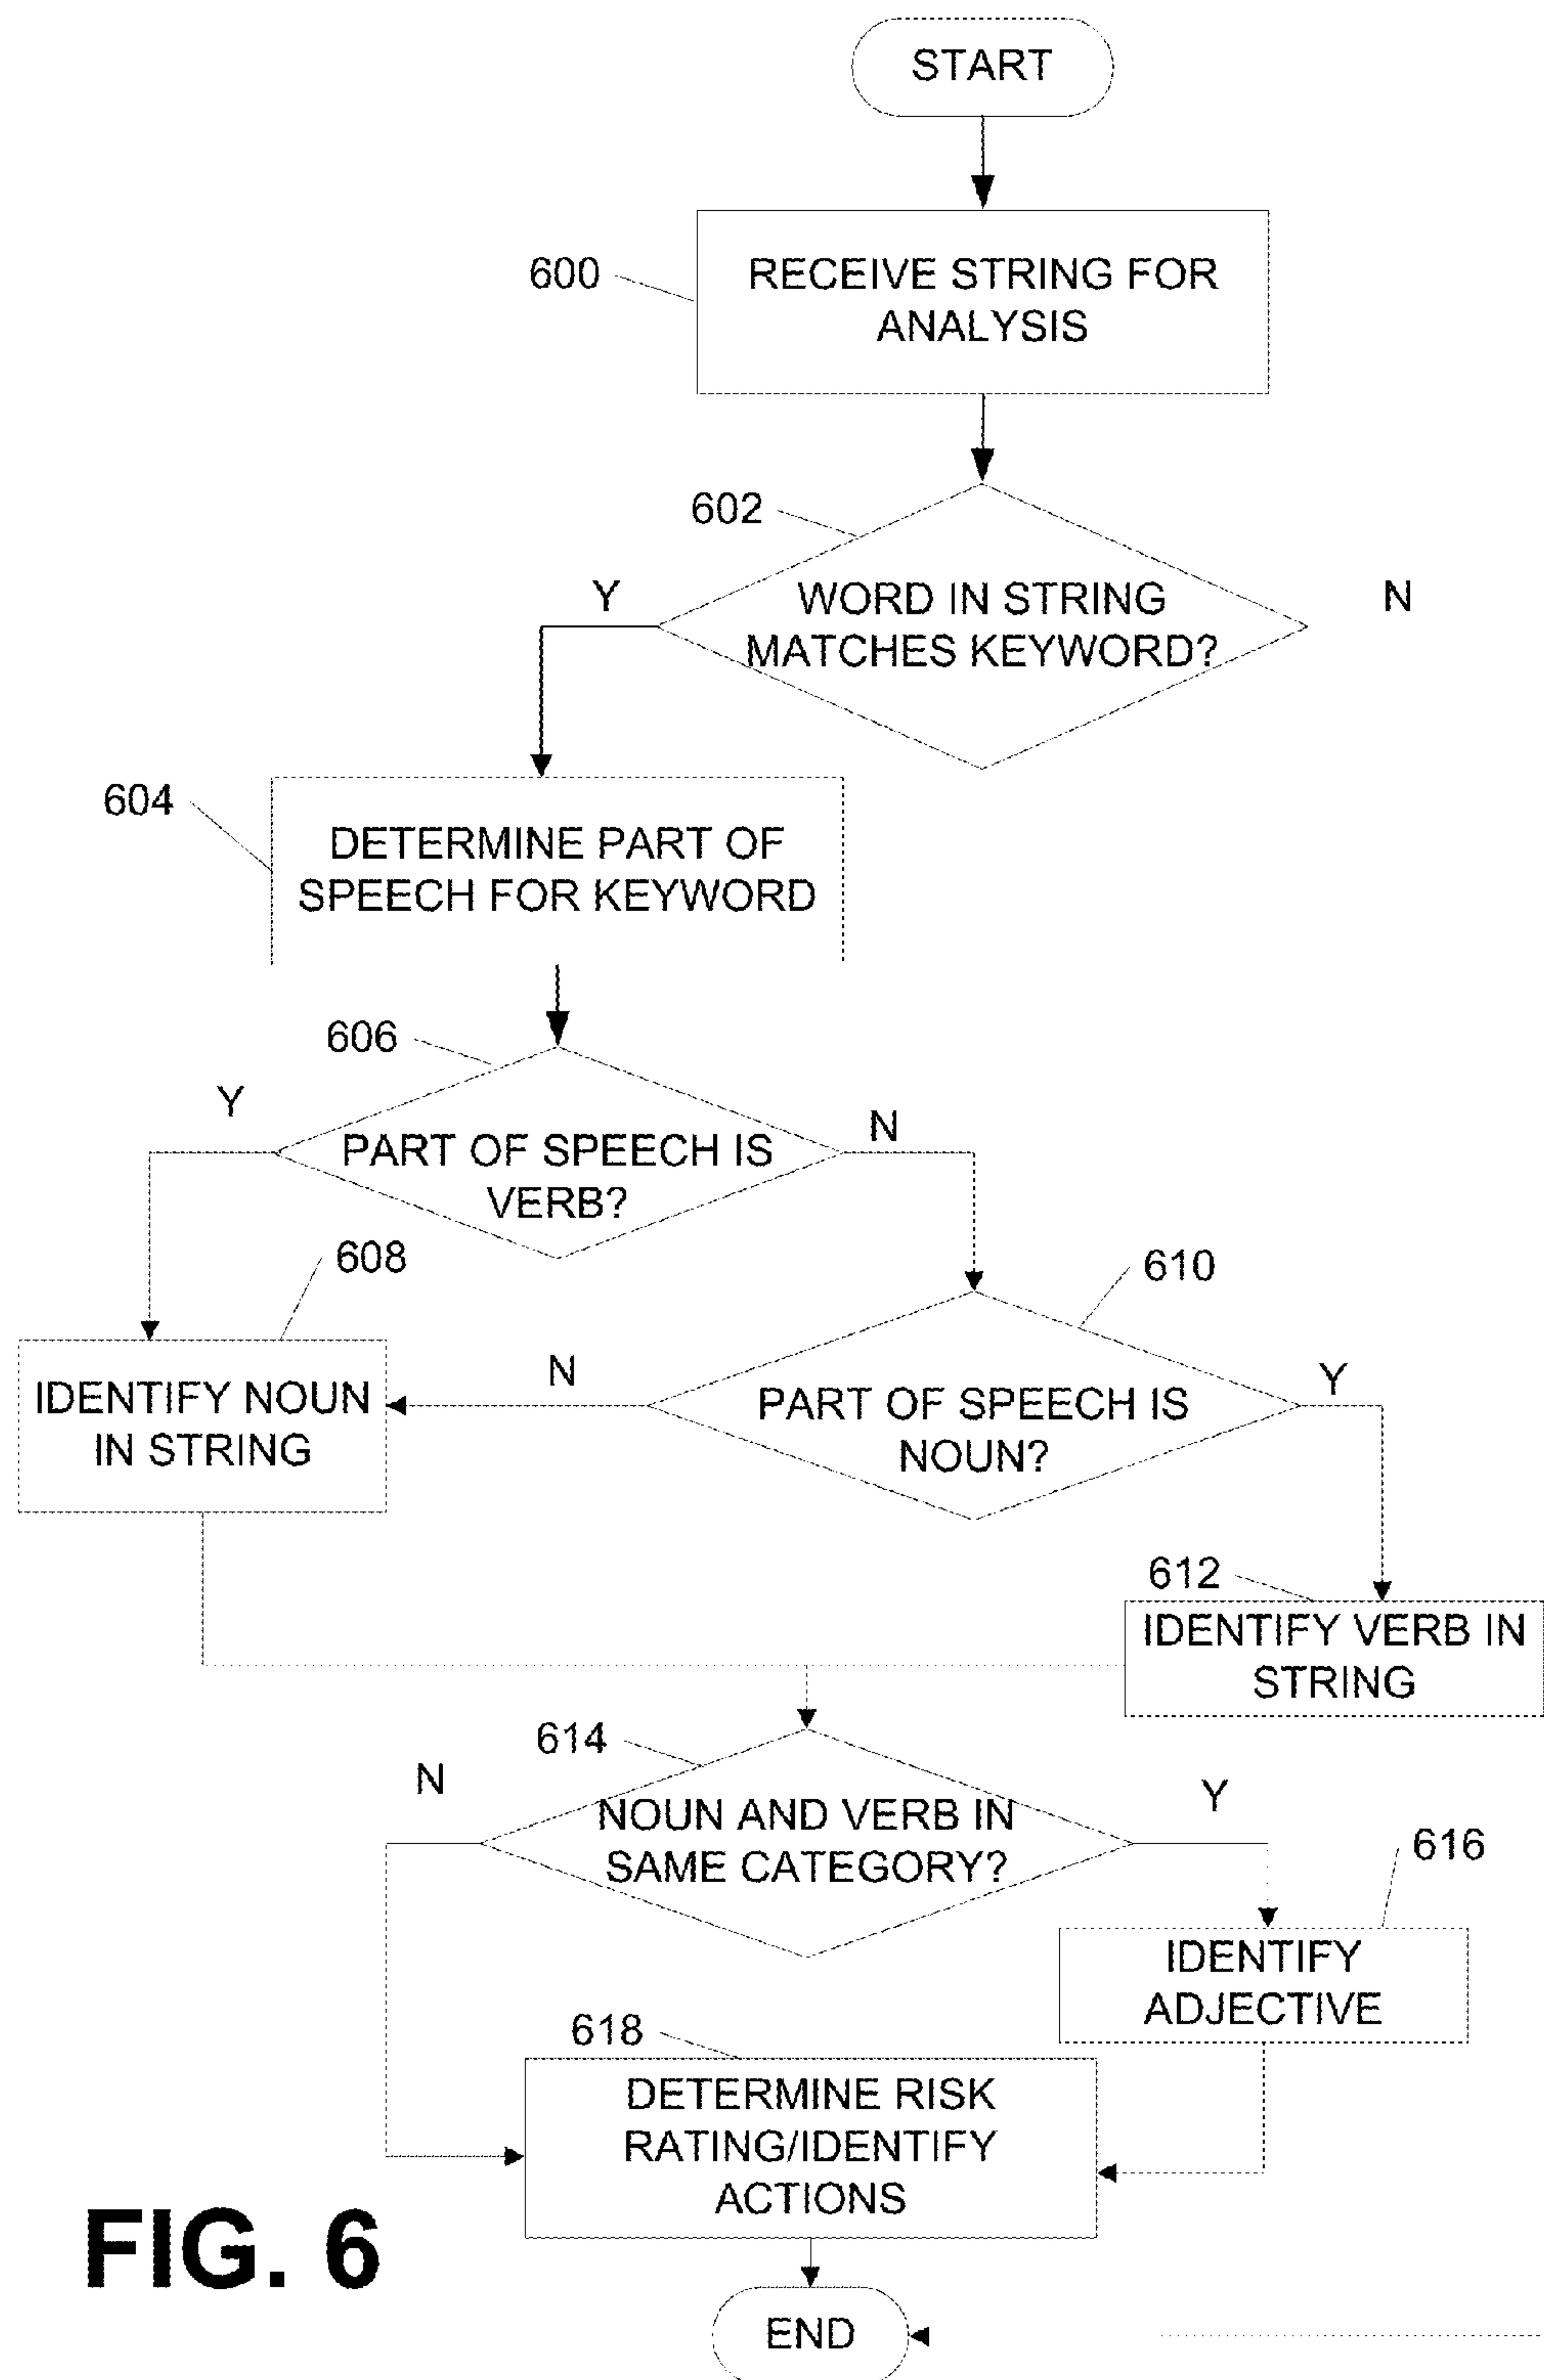 START
600
RECEIVE STRING FOR
ANALYSIS
602
Y
WORD IN STRING
MATCHES KEYWORD?
N
604
DETERMINE PART OF
SPEECH FOR KEYWORD
606
Y
PART OF SPEECH IS
VERB?
N
608
610
IDENTIFY NOUN
IN STRING
N
PART OF SPEECH IS
NOUN?
Y
612
IDENTIFY VERB IN
STRING
614
N
NOUN AND VERB IN
SAME CATEGORY?
Y
616
IDENTIFY
ADJECTIVE
618
DETERMINE RISK
RATING/IDENTIFY
ACTIONS
FIG. 6
END